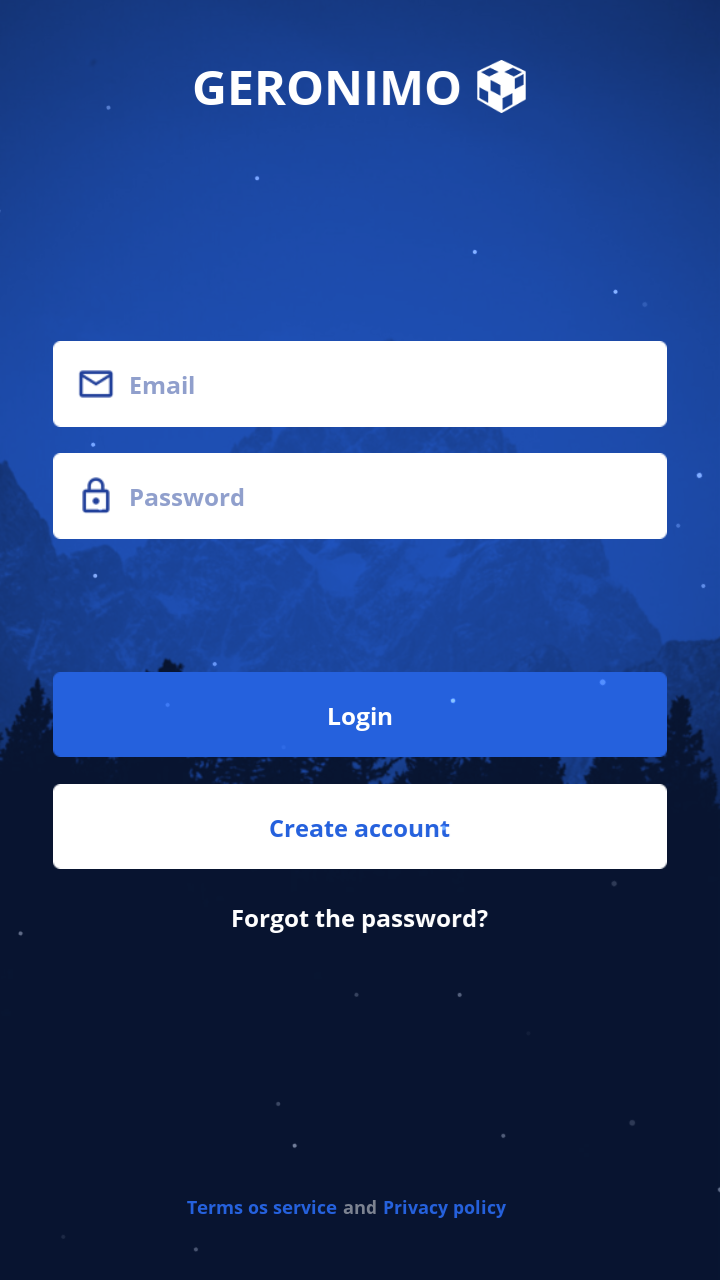 GERONIMO
Email
Password
Login
Create account
Forgot the password?
Terms os service and Privacy policy